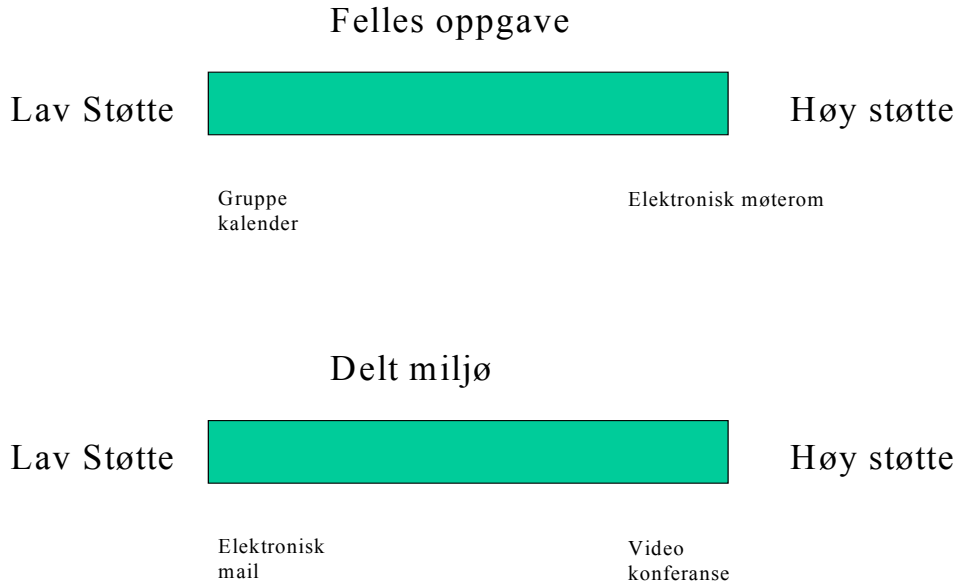 Felles oppgave
Lav Støtte
Høy støtte
Gruppe
kalender
Elektronisk møterom
Delt miljø
Lav Støtte
Høy støtte
Elektronisk
mail
Video
konferanse